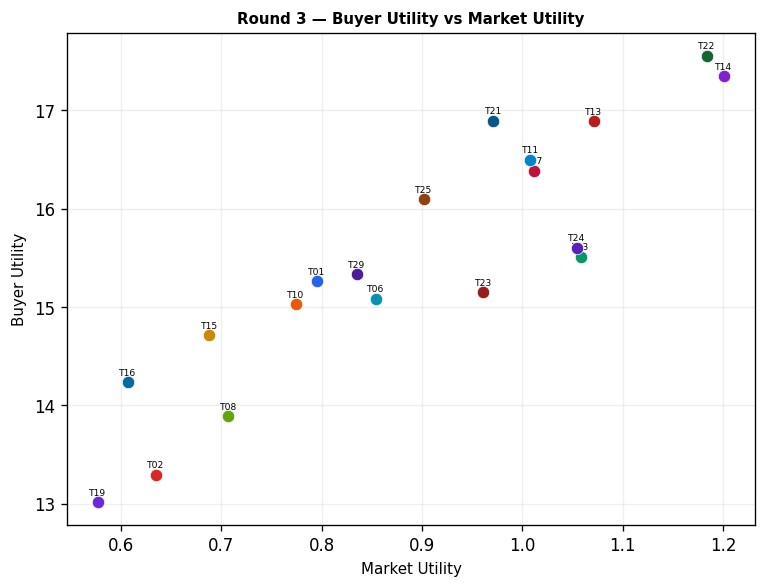 Round 3 — Buyer Utility vs Market Utility
T22
T14
T21
T13
T11
7
T25
T24
3
T29
T01
T23
T06
T10
T15
T16
T08
T02
T19
17
16
15
14
13
Buyer Utility
0.6 0.7 0.8 0.9 1.0 1.1 1.2
Market Utility